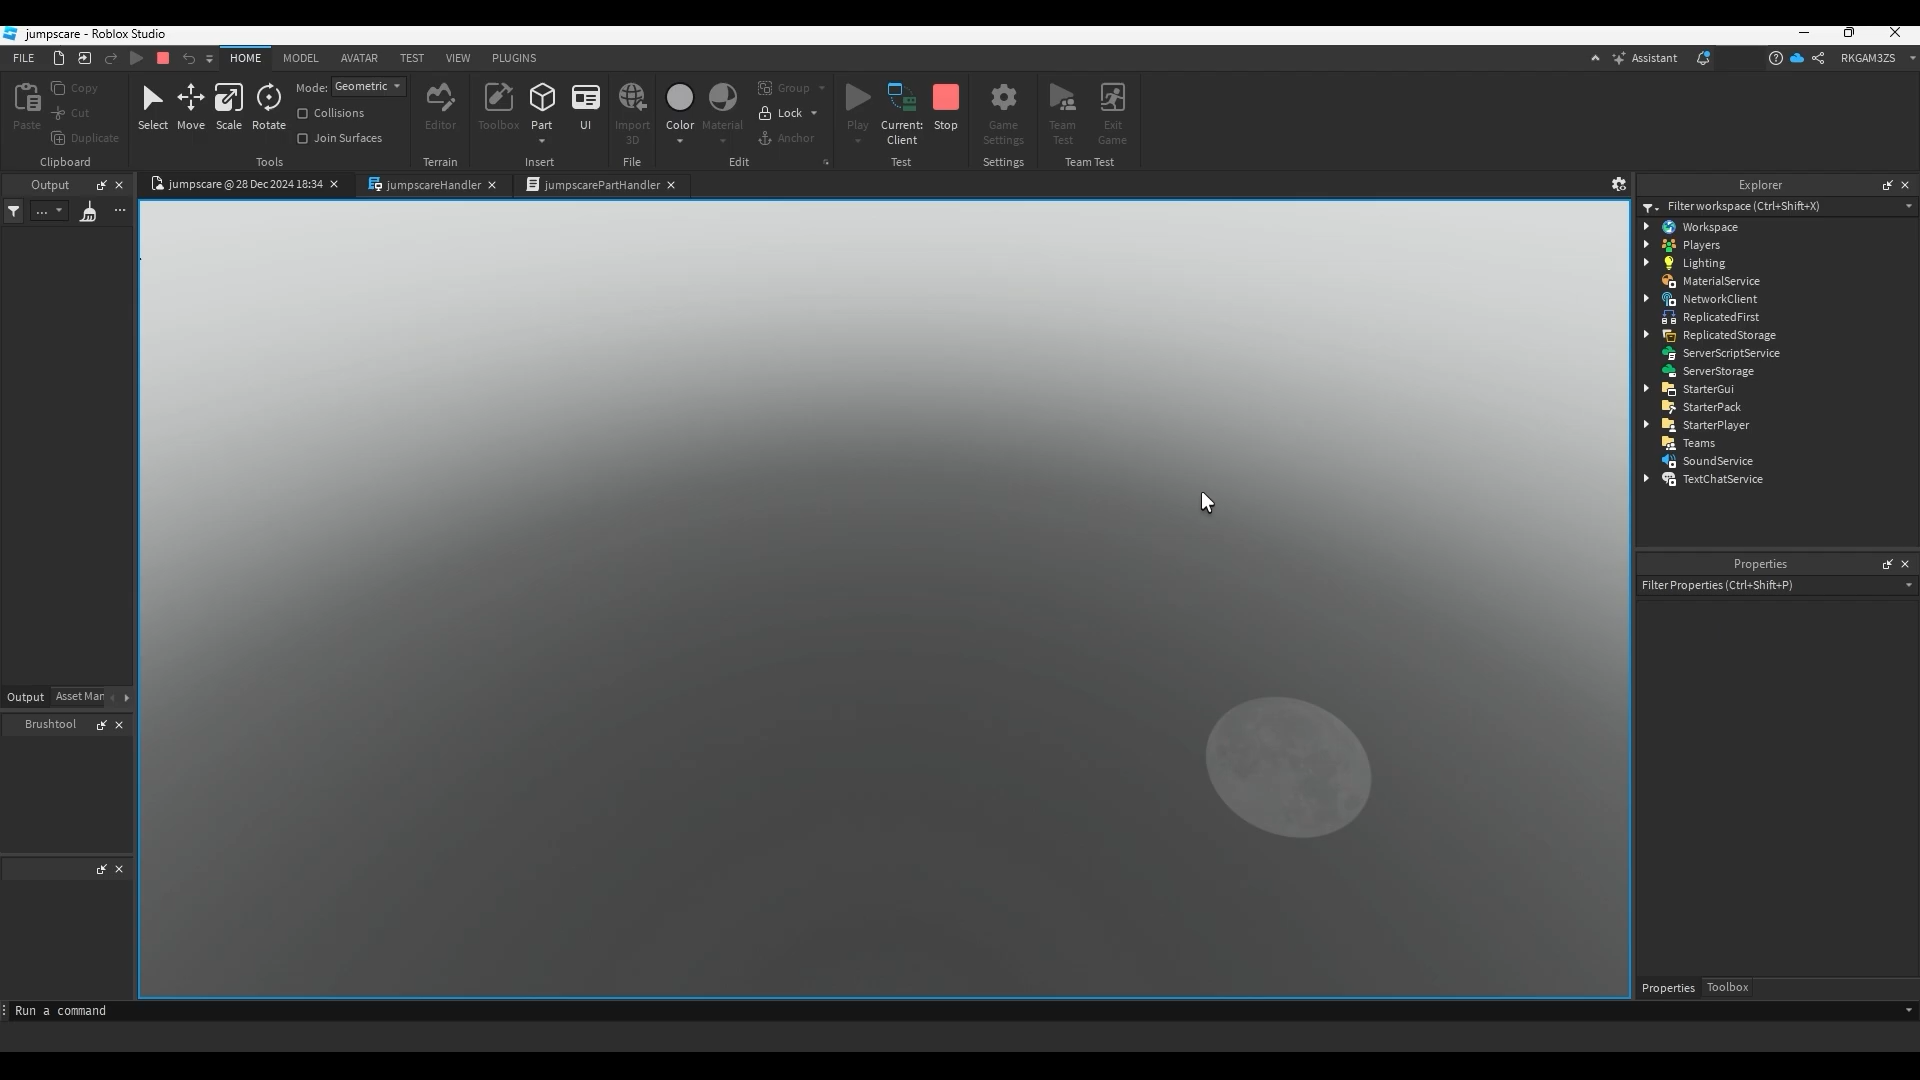 jumpscare - Roblox Studio
FILE HOME MODEL AVATAR TEST VIEW PLUGINS Assistant RKGAM3ZS
Paste Copy Cut Duplicate Clipboard
Select Move Scale Rotate Mode: Geometric Collisions Join Surfaces Tools
Editor Terrain
Toolbox Part UI Insert
Import 3D File
Color Material Group Lock Anchor Edit
Play Current: Client Stop Test
Game Settings Settings
Team Test Exit Game Team Test
Output
...
jumpscare @ 28 Dec 2024 18:34 jumpscareHandler jumpscarePartHandler
Explorer
Filter workspace (Ctrl+Shift+X)
Workspace
Players
Lighting
MaterialService
NetworkClient
ReplicatedFirst
ReplicatedStorage
ServerScriptService
ServerStorage
StarterGui
StarterPack
StarterPlayer
Teams
SoundService
TextChatService
Properties
Filter Properties (Ctrl+Shift+P)
Output Asset Man
Brushtool
Properties Toolbox
Run a command